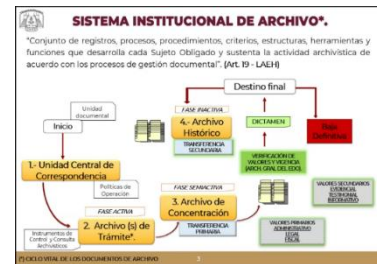 SISTEMA INSTITUCIONAL DE ARCHIVO*.
"Conjunto de registros, procesos, procedimientos, criterios, estructuras, herramientas y
funciones que desarrolla cada Sujeto Obligado y sustenta la actividad archivística de
acuerdo con los procesos de gestión documental". (Art. 19 - LAEH)
Destino final
Unidad
documental
Inicio
FASE INACTIVA
4.- Archivo
Histórico
TRANSFERENCIA
SECUNDARIA
DICTAMEN
Baja
Definitiva
1.- Unidad Central de
Correspondencia
VERIFICACIÓN DE
VALORES Y VIGENCIA
(ARCH. GRAL DEL EDO)
Políticas de
Operación
FASE SEMIACTIVA
3. Archivo de
Concentración
TRANSFERENCIA
PRIMARIA
VALORES SECUNDARIOS
EVIDENCIAL
TESTIMONIAL
INFORMATIVO
FASE ACTIVA
2. Archivo (s) de
Trámite*.
Instrumentos de
Control y Consulta
Archivísticos
VALORES PRIMARIOS
ADMINISTRATIVO
LEGAL
FISCAL
(*) CICLO VITAL DE LOS DOCUMENTOS DE ARCHIVO
3